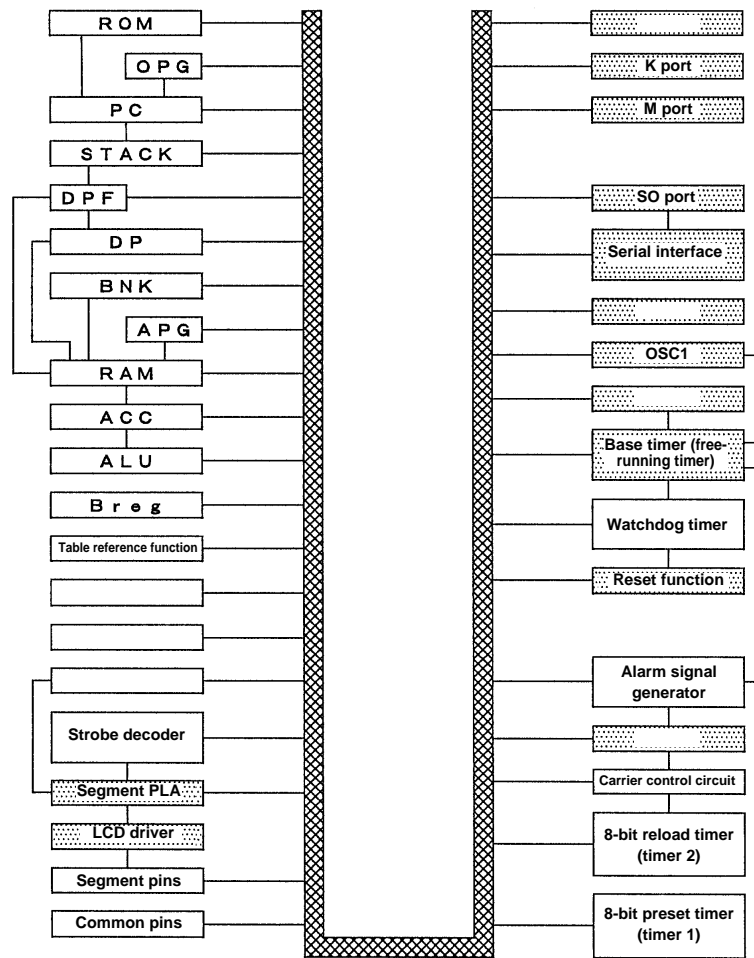 ROM
OPG
PC
STACK
DPF
DP
BNK
APG
RAM
ACC
ALU
Breg
Table reference function
Strobe decoder
Segment PLA
LCD driver
Segment pins
Common pins
K port
M port
SO port
Serial interface
OSC1
Base timer (free-
running timer)
Watchdog timer
Reset function
Alarm signal
generator
Carrier control circuit
8-bit reload timer
(timer 2)
8-bit preset timer
(timer 1)